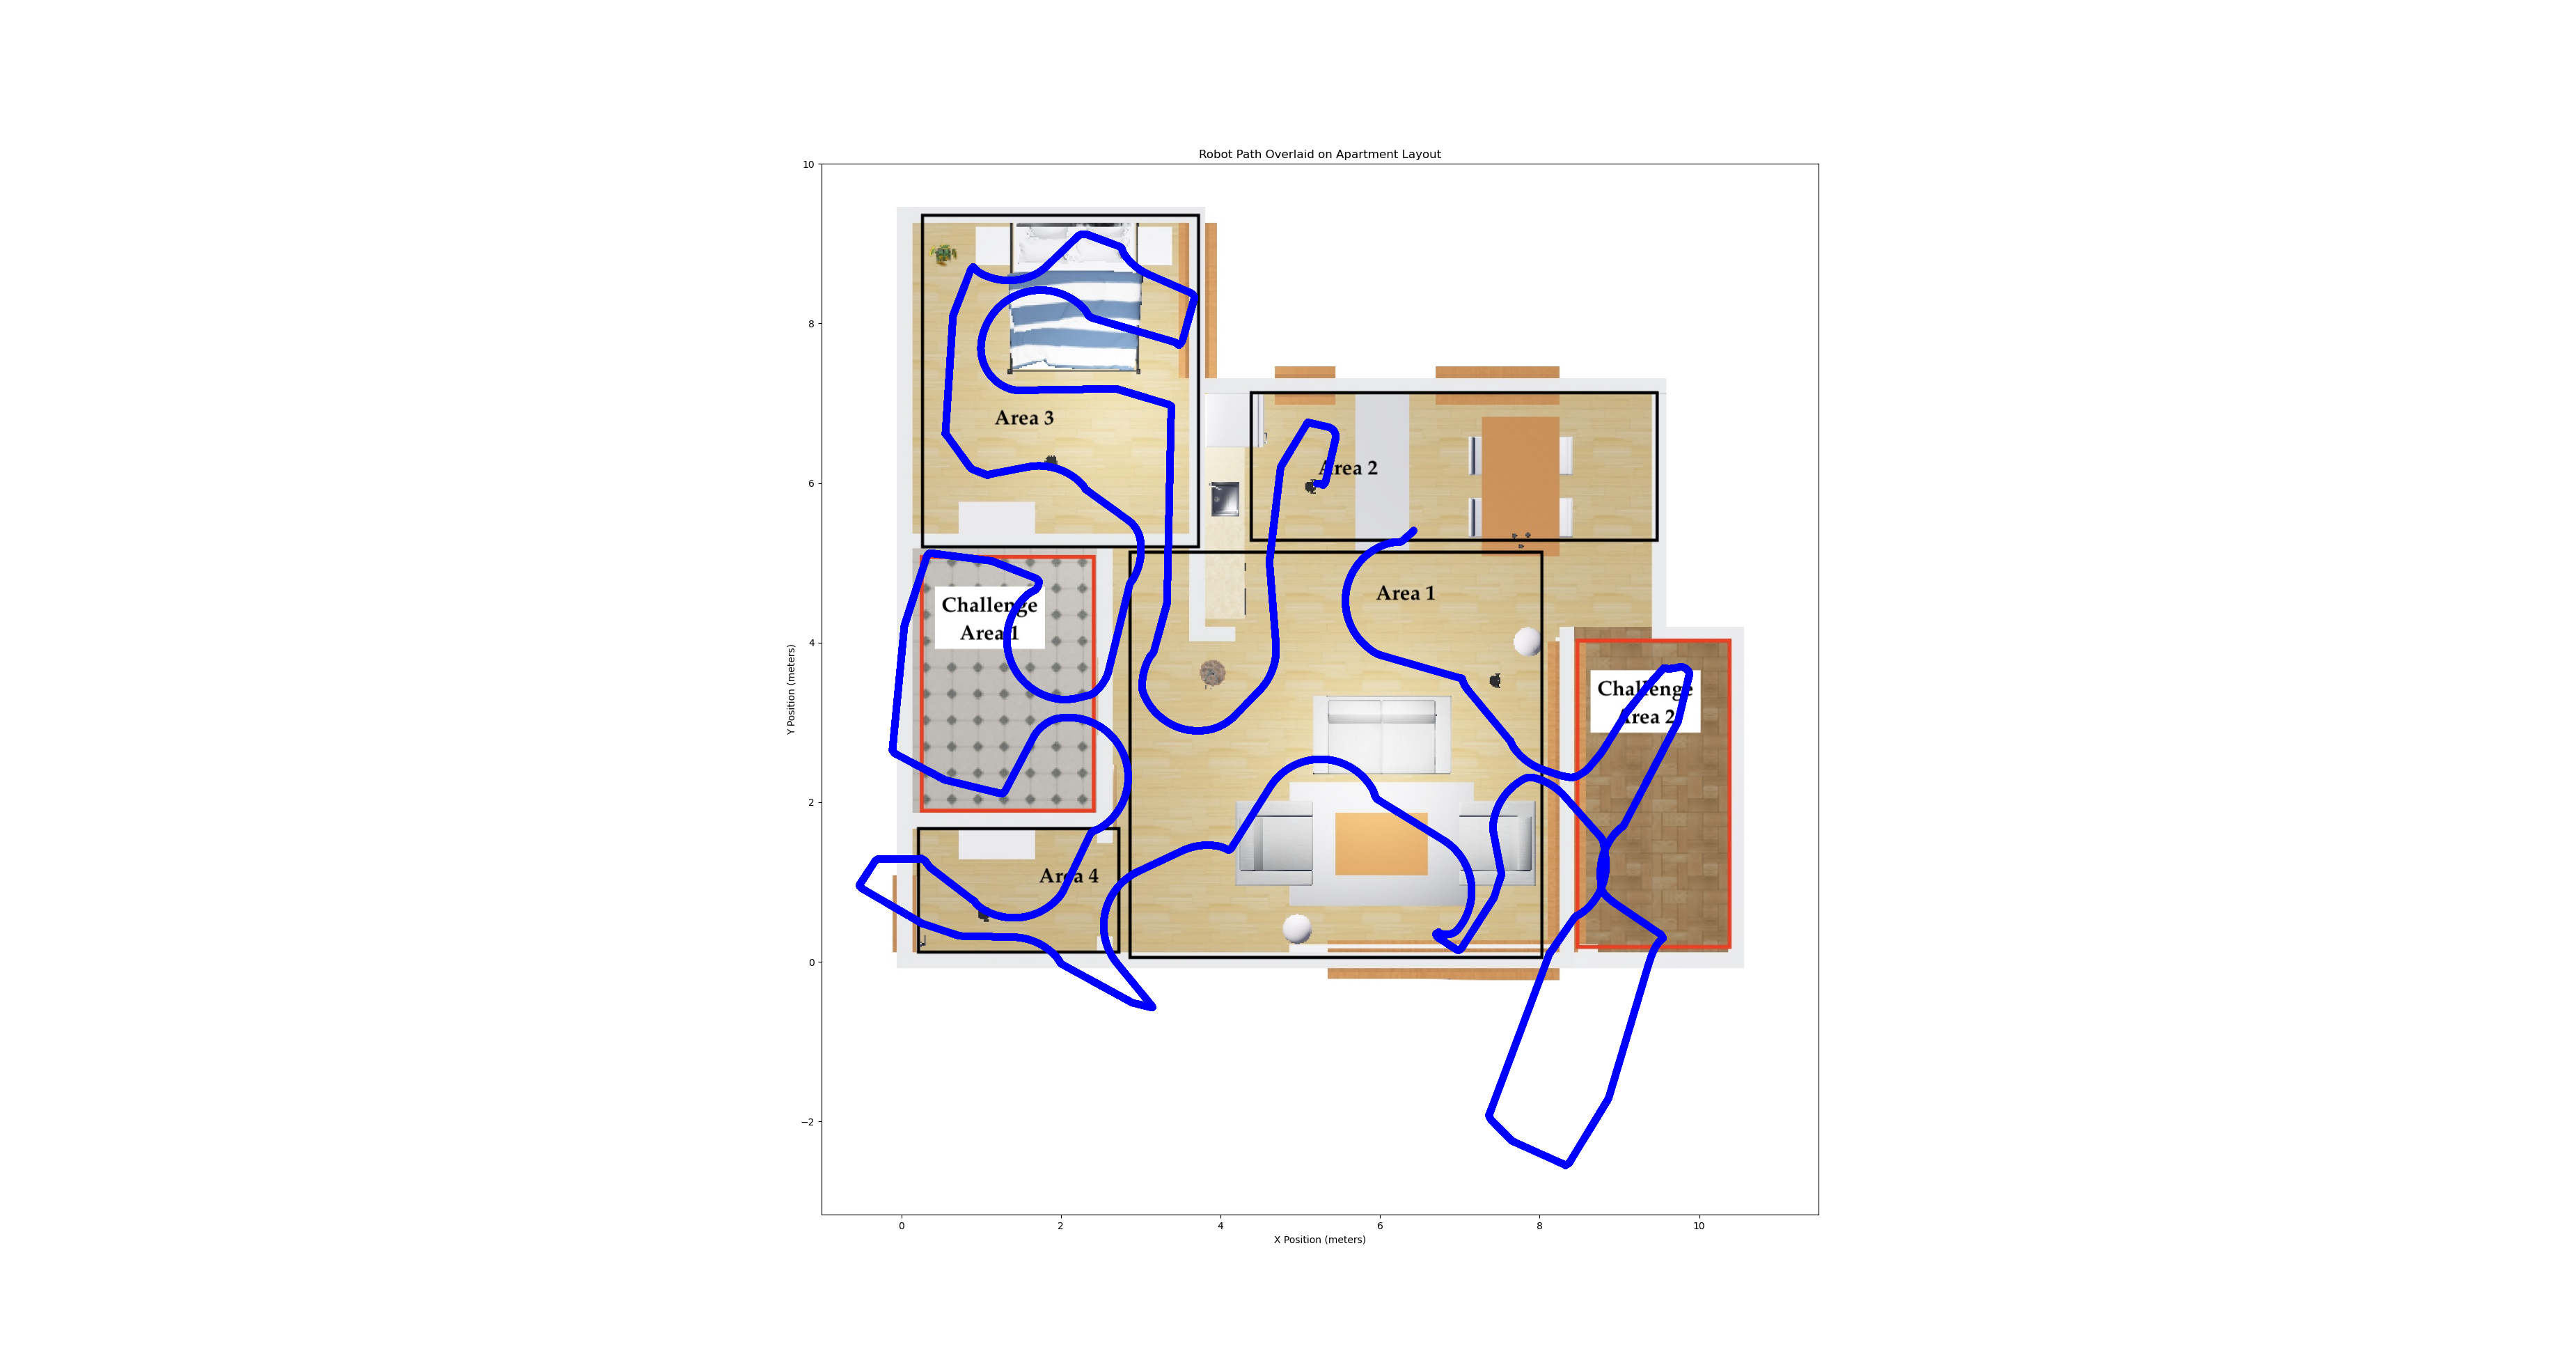 Robot Path Overlaid on Apartment Layout
10
8
6
4
2
0
−2
Y Position (meters)
Area 3
Area 2
Challenge
Area 1
Area 1
Challenge
Area 2
Area 4
0
2
4
6
8
10
X Position (meters)